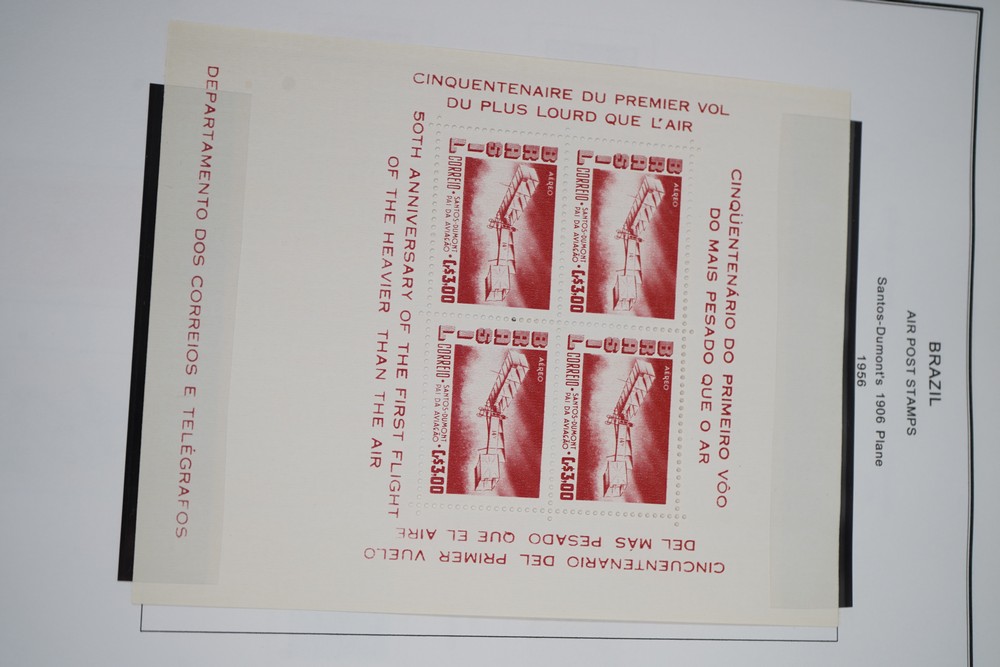 BRAZIL
AIR POST STAMPS
Santos-Dumont's 1906 Plane
1956
CINQÜENTENÁRIO DO PRIMEIRO VÔO
DO MAIS PESADO QUE O AR
CINQUENTENAIRE DU PREMIER VOL
DU PLUS LOURD QUE L'AIR
CINCUENTENARIO DEL PRIMER VUELO
DEL MÁS PESADO QUE EL AIRE
BRASIL
AÉREO
CORREIO • SANTOS-DUMONT PAI DA AVIAÇÃO • Cr$3,00
BRASIL
AÉREO
CORREIO • SANTOS-DUMONT PAI DA AVIAÇÃO • Cr$3,00
BRASIL
AÉREO
CORREIO • SANTOS-DUMONT PAI DA AVIAÇÃO • Cr$3,00
BRASIL
AÉREO
CORREIO • SANTOS-DUMONT PAI DA AVIAÇÃO • Cr$3,00
50TH ANNIVERSARY OF THE FIRST FLIGHT
OF THE HEAVIER THAN THE AIR
DEPARTAMENTO DOS CORREIOS E TELÉGRAFOS